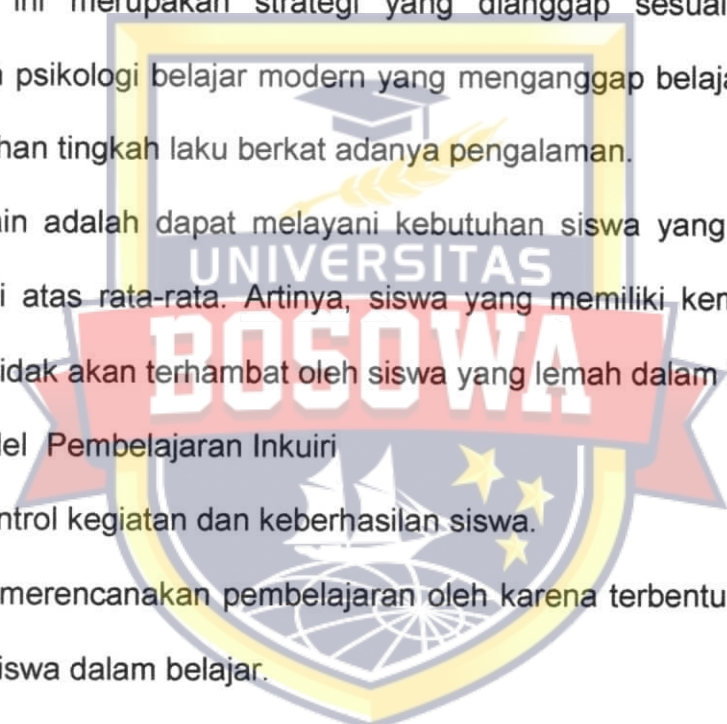 ini merupakan strategi yang dianggap sesuai
psikologi belajar modern yang menganggap belaja
han tingkah laku berkat adanya pengalaman.
in adalah dapat melayani kebutuhan siswa yang
UNIVERSITAS
i atas rata-rata. Artinya, siswa yang memiliki ke
BOSOWA
idak akan terhambat oleh siswa yang lemah dalam
el Pembelajaran Inkuiri
ntrol kegiatan dan keberhasilan siswa.
merencanakan pembelajaran oleh karena terbentu
iswa dalam belajar.